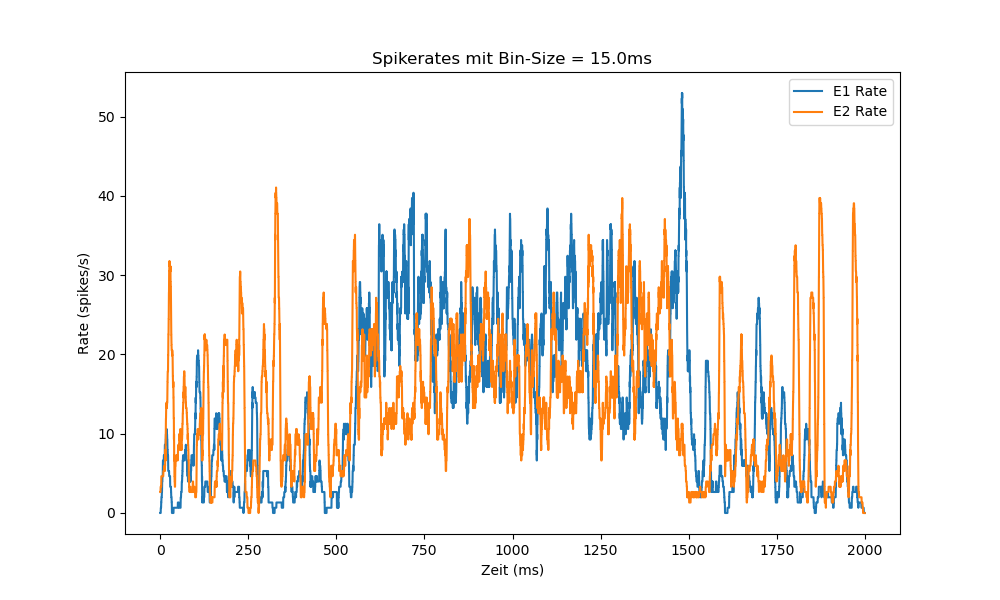 Spikerates mit Bin-Size = 15.0ms
E1 Rate
E2 Rate
Rate (spikes/s)
50
40
30
20
10
0
0 250 500 750 1000 1250 1500 1750 2000
Zeit (ms)